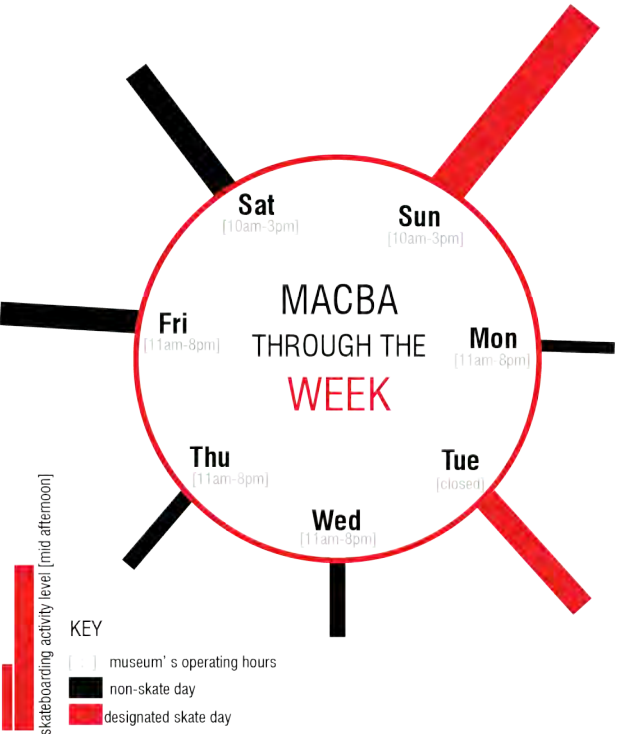 Sat
[10am-3pm]
Sun
[10am-3pm]
MACBA
THROUGH THE
WEEK
Fri
[11am-8pm]
Mon
[11am-8pm]
Thu
[11am-8pm]
Tue
[closed]
Wed
[11am-8pm]
skateboarding activity level [mid afternoon]
KEY
[ . ] museum' s operating hours
non-skate day
designated skate day